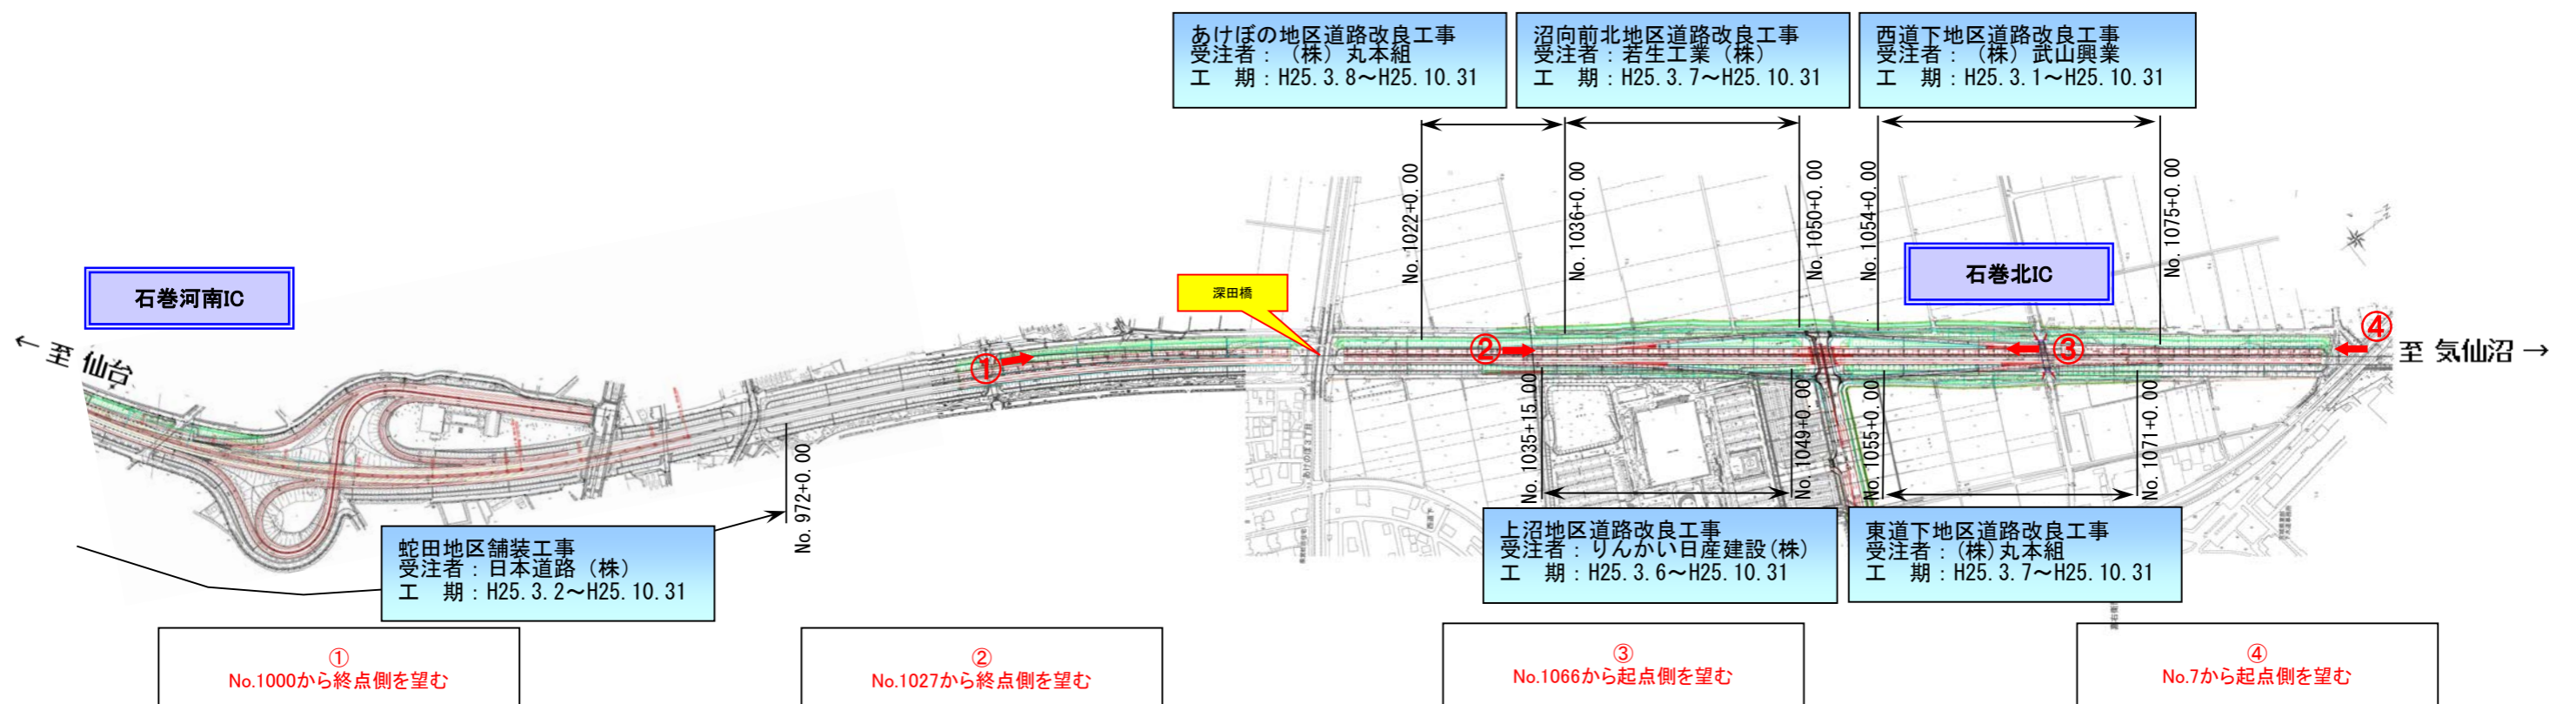 あけぼの地区道路改良工事
受注者：（株）丸本組
工　期：H25.3.8～H25.10.31
沼向前北地区道路改良工事
受注者：若生工業（株）
工　期：H25.3.7～H25.10.31
西道下地区道路改良工事
受注者：（株）武山興業
工　期：H25.3.1～H25.10.31
No.1022+0.00
No.1036+0.00
No.1050+0.00
No.1054+0.00
No.1075+0.00
石巻河南IC
深田橋
石巻北IC
← 至 仙台
①
②
③
④
至 気仙沼 →
No.972+0.00
No.1035+15.00
No.1049+0.00
No.1055+0.00
No.1071+0.00
あけぼの3丁目
西道下
蛇田地区舗装工事
受注者：日本道路（株）
工　期：H25.3.2～H25.10.31
上沼地区道路改良工事
受注者：りんかい日産建設(株)
工　期：H25.3.6～H25.10.31
東道下地区道路改良工事
受注者：(株)丸本組
工　期：H25.3.7～H25.10.31
①
No.1000から終点側を望む
②
No.1027から終点側を望む
③
No.1066から起点側を望む
④
No.7から起点側を望む